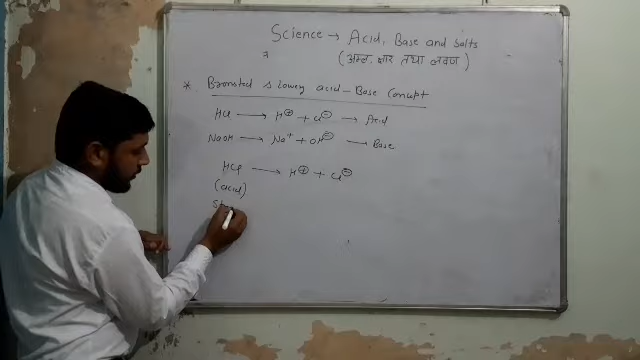 Science → Acid, Base and Salts
(अम्ल, क्षार तथा लवण)
* Bronsted & lowry acid-Base Concept
HCl → H⊕ + Cl⊖ → Acid
NaOH → Na⁺ + OH⊖ → Base
HCl → H⊕ + Cl⊖
(acid)